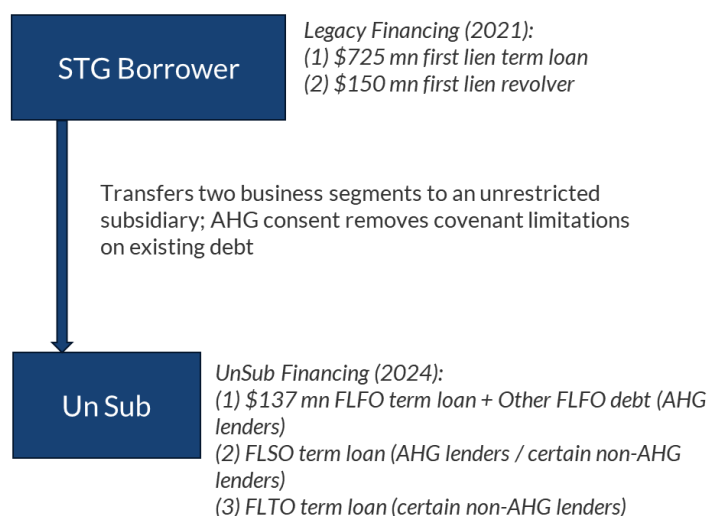 STG Borrower
Legacy Financing (2021):
(1) $725 mn first lien term loan
(2) $150 mn first lien revolver
Transfers two business segments to an unrestricted
subsidiary; AHG consent removes covenant limitations
on existing debt
Un Sub
UnSub Financing (2024):
(1) $137 mn FLFO term loan + Other FLFO debt (AHG
lenders)
(2) FLSO term loan (AHG lenders / certain non-AHG
lenders)
(3) FLTO term loan (certain non-AHG lenders)